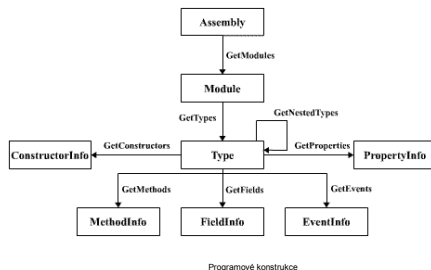 Assembly
GetModules
Module
GetTypes
GetNestedTypes
ConstructorInfo
GetConstructors
Type
GetProperties
PropertyInfo
GetMethods
GetFields
GetEvents
MethodInfo
FieldInfo
EventInfo
Programové konstrukce